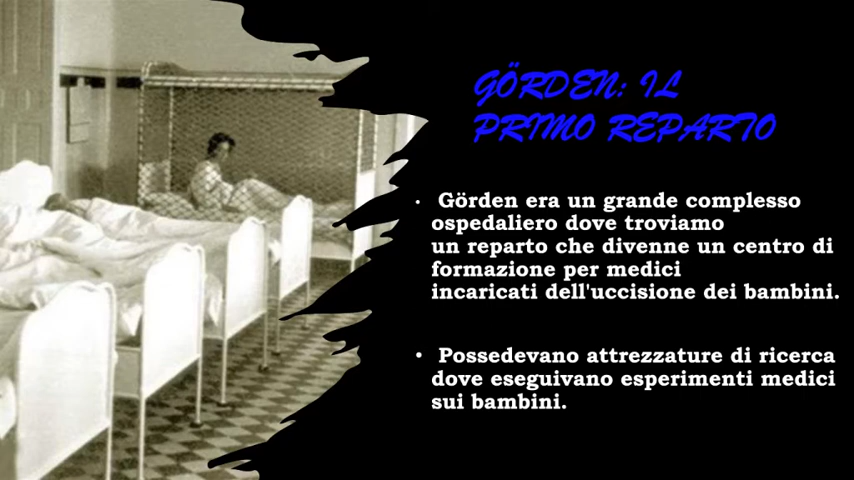 GÖRDEN: IL
PRIMO REPARTO
• Görden era un grande complesso
ospedaliero dove troviamo
un reparto che divenne un centro di
formazione per medici
incaricati dell'uccisione dei bambini.
• Possedevano attrezzature di ricerca
dove eseguivano esperimenti medici
sui bambini.